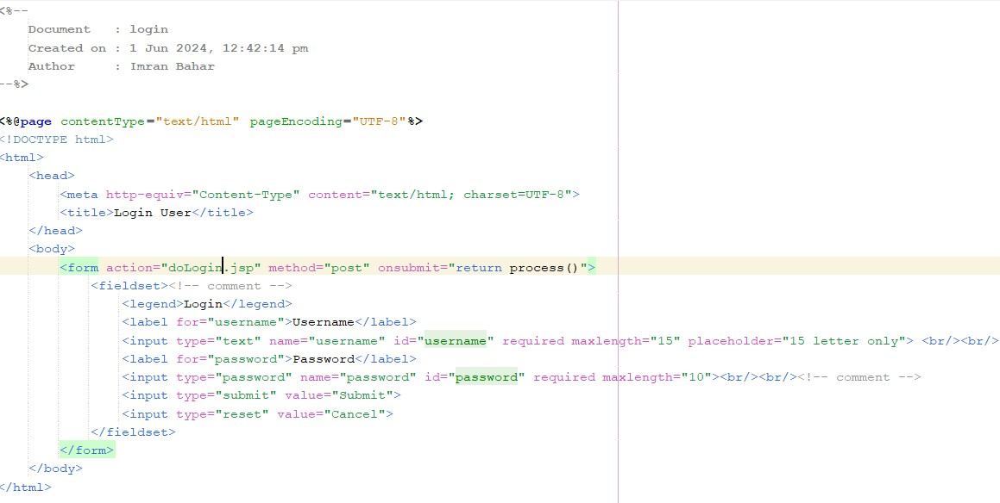 <%--
    Document   : login
    Created on : 1 Jun 2024, 12:42:14 pm
    Author     : Imran Bahar
--%>

<%@page contentType="text/html" pageEncoding="UTF-8"%>
<!DOCTYPE html>
<html>
    <head>
        <meta http-equiv="Content-Type" content="text/html; charset=UTF-8">
        <title>Login User</title>
    </head>
    <body>
        <form action="doLogin.jsp" method="post" onsubmit="return process()">
            <fieldset><!-- comment -->
                <legend>Login</legend>
                <label for="username">Username</label>
                <input type="text" name="username" id="username" required maxlength="15" placeholder="15 letter only"> <br/><br/>
                <label for="password">Password</label>
                <input type="password" name="password" id="password" required maxlength="10"><br/><br/><!-- comment -->
                <input type="submit" value="Submit">
                <input type="reset" value="Cancel">
            </fieldset>
        </form>
    </body>
</html>